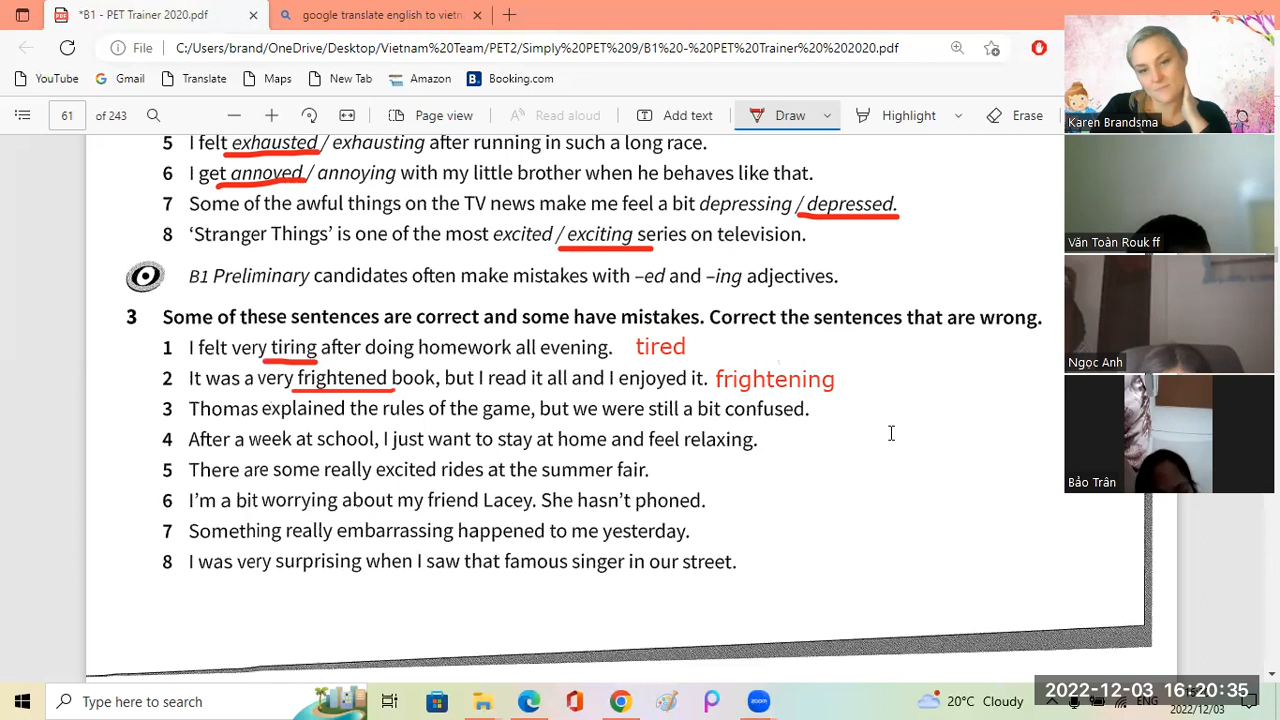 *B1 - PET Trainer 2020.pdf
google translate english to vietn
File C:/Users/brand/OneDrive/Desktop/Vietnam%20Team/PET2/Simply%20PET%209/B1%20-%20PET%20Trainer%20%202020.pdf
YouTube Gmail Translate Maps New Tab Amazon Booking.com
61 of 243 Page view Read aloud Add text Draw Highlight Erase
5 I felt exhausted / exhausting after running in such a long race.
6 I get annoyed / annoying with my little brother when he behaves like that.
7 Some of the awful things on the TV news make me feel a bit depressing / depressed.
8 ‘Stranger Things’ is one of the most excited / exciting series on television.
B1 Preliminary candidates often make mistakes with –ed and –ing adjectives.
3 Some of these sentences are correct and some have mistakes. Correct the sentences that are wrong.
1 I felt very tiring after doing homework all evening. tired
2 It was a very frightened book, but I read it all and I enjoyed it. frightening
3 Thomas explained the rules of the game, but we were still a bit confused.
4 After a week at school, I just want to stay at home and feel relaxing.
5 There are some really excited rides at the summer fair.
6 I’m a bit worrying about my friend Lacey. She hasn’t phoned.
7 Something really embarrassing happened to me yesterday.
8 I was very surprising when I saw that famous singer in our street.
Karen Brandsma
Văn Toàn Rouk ff
Ngọc Anh
Bảo Trân
Type here to search
zoom
20°C Cloudy
ENG
2022-12-03 16:20:35
2022/12/03